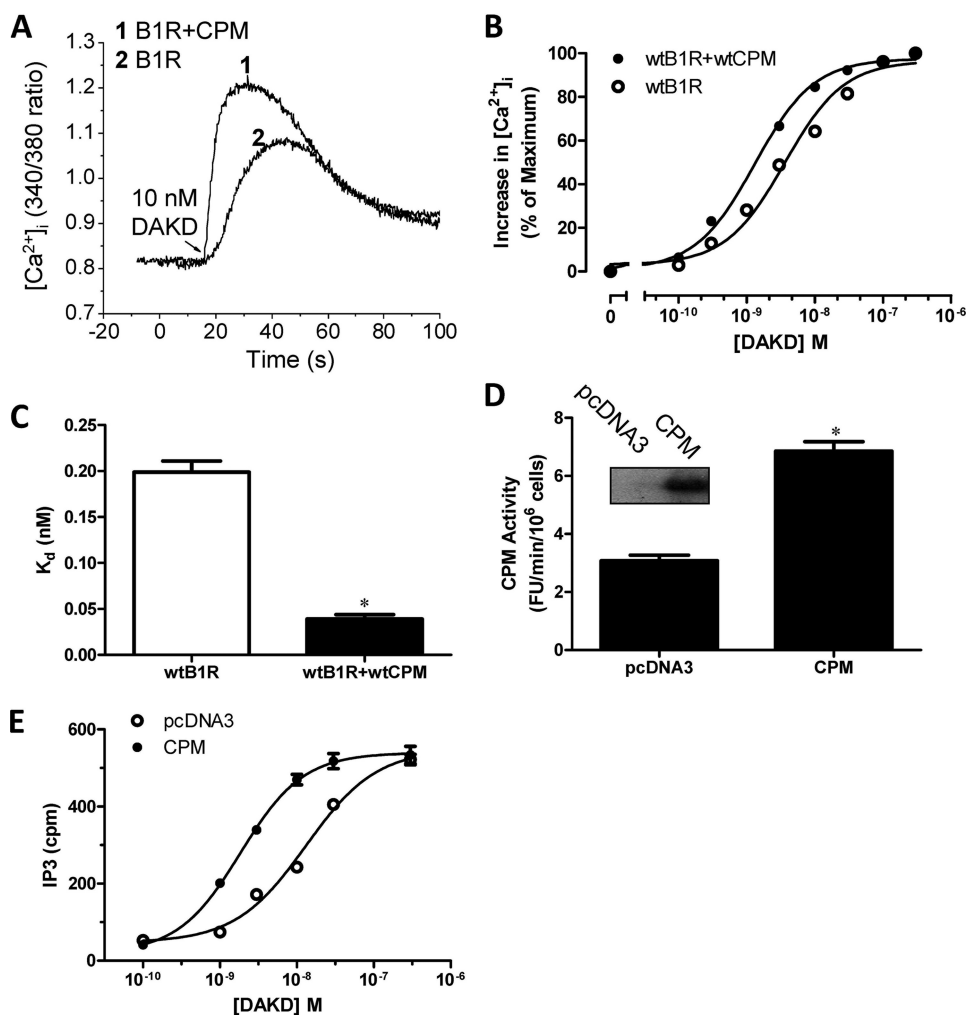 A
1 B1R+CPM
2 B1R
1.3
1.2
1.1
1.0
0.9
0.8
0.7
[Ca²⁺]ᵢ (340/380 ratio)
1
2
10 nM
DAKD
-20 0 20 40 60 80 100
Time (s)
B
wtB1R+wtCPM
wtB1R
100
80
60
40
20
0
Increase in [Ca²⁺]ᵢ
(% of Maximum)
0 10⁻¹⁰ 10⁻⁹ 10⁻⁸ 10⁻⁷ 10⁻⁶
[DAKD] M
C
0.25
0.20
0.15
0.10
0.05
0.00
K_d (nM)
*
wtB1R wtB1R+wtCPM
D
pcDNA3 CPM
8
6
4
2
0
CPM Activity
(FU/min/10⁶ cells)
*
pcDNA3 CPM
E
pcDNA3
CPM
600
400
200
0
IP3 (cpm)
10⁻¹⁰ 10⁻⁹ 10⁻⁸ 10⁻⁷ 10⁻⁶
[DAKD] M